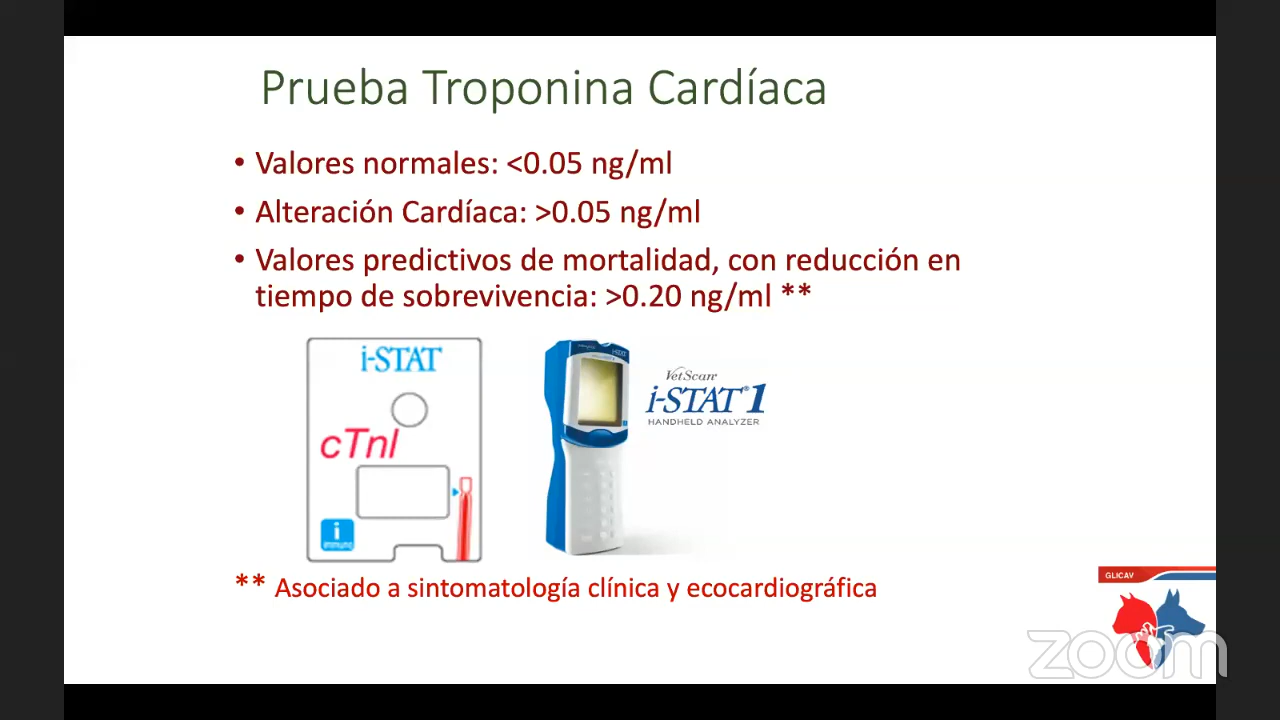 Prueba Troponina Cardíaca
• Valores normales: <0.05 ng/ml
• Alteración Cardíaca: >0.05 ng/ml
• Valores predictivos de mortalidad, con reducción en
tiempo de sobrevivencia: >0.20 ng/ml **
i-STAT
cTnI
i
immuno
VetScan
i-STAT® 1
HANDHELD ANALYZER
** Asociado a sintomatología clínica y ecocardiográfica
GLICAV
zoom